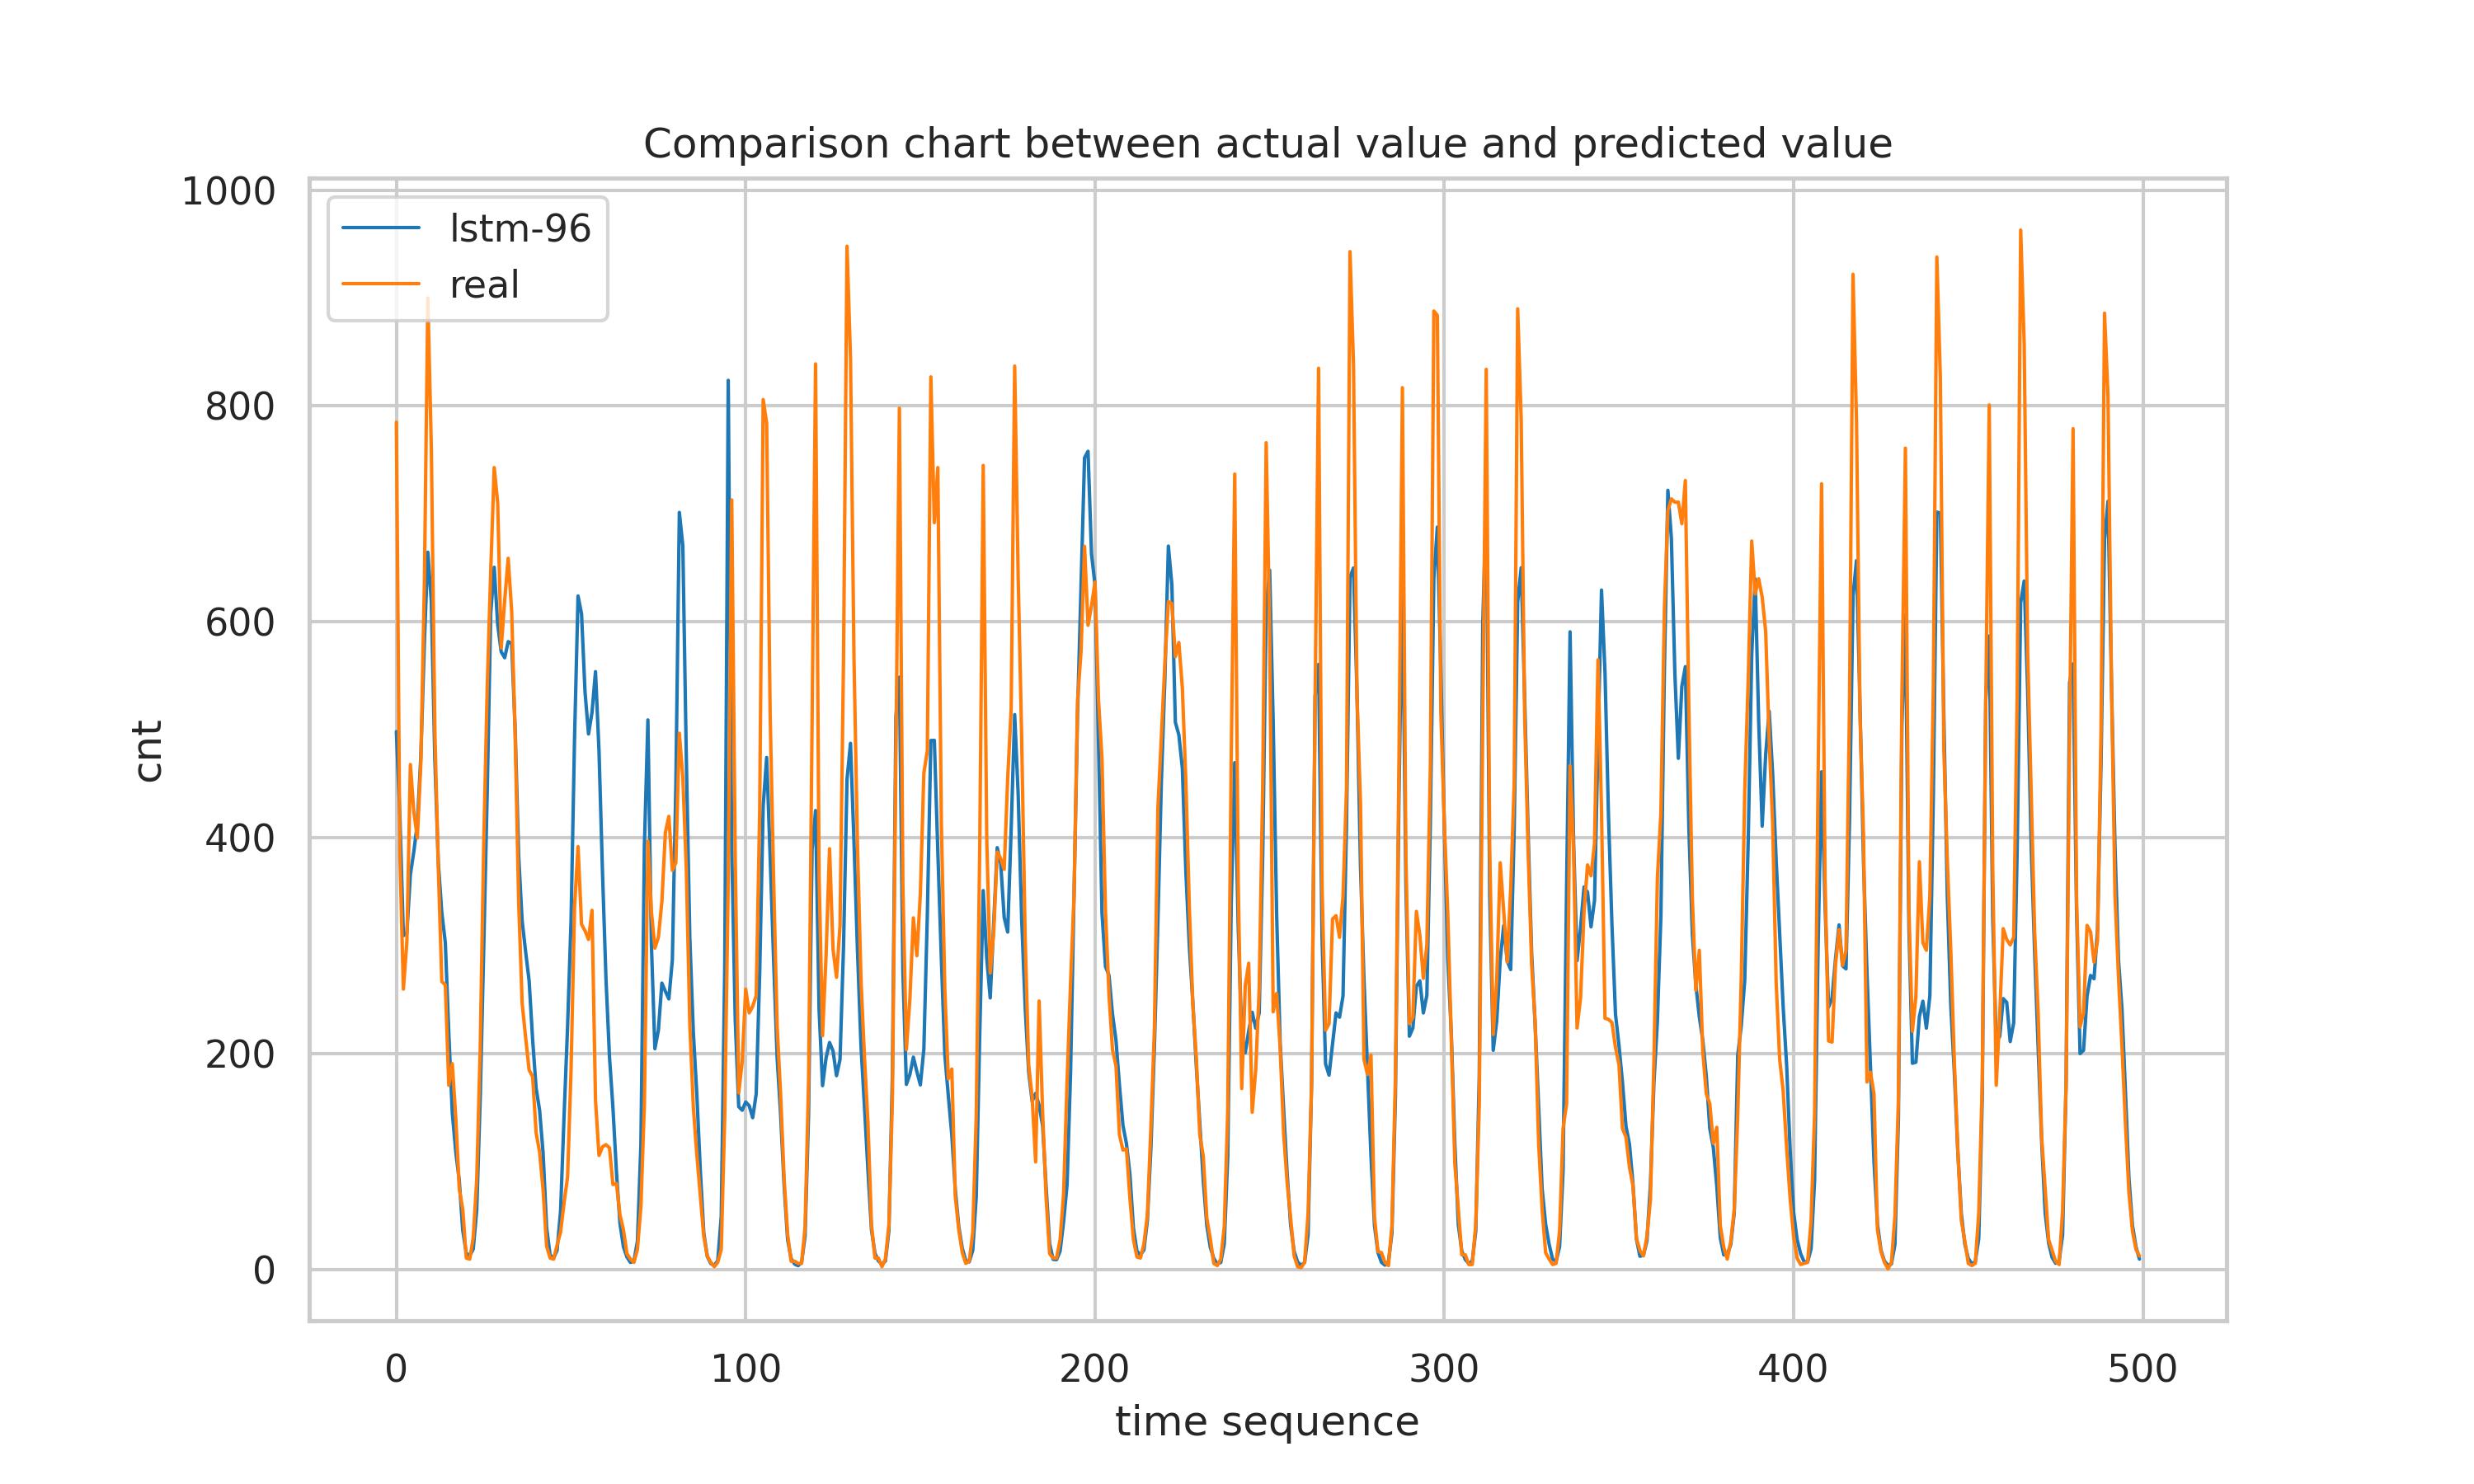 Comparison chart between actual value and predicted value
1000
800
600
400
200
0
cnt
lstm-96
real
0 100 200 300 400 500
time sequence